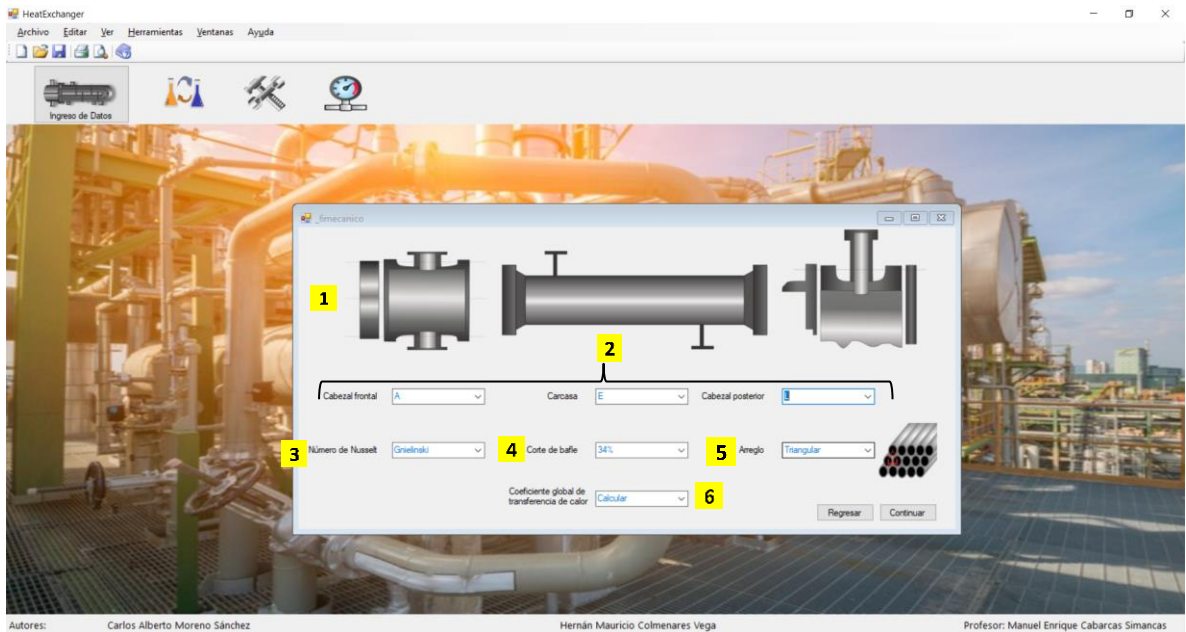 HeatExchanger
Archivo Editar Ver Herramientas Ventanas Ayuda
Ingreso de Datos
_6mecanico
1
2
Cabezal frontal A Carcasa E Cabezal posterior L
3 Número de Nusselt Gnielinski 4 Corte de bafle 34% 5 Arreglo Triangular
Coeficiente global de
transferencia de calor Calcular 6
Regresar Continuar
Autores: Carlos Alberto Moreno Sánchez Hernán Mauricio Colmenares Vega Profesor: Manuel Enrique Cabarcas Simancas